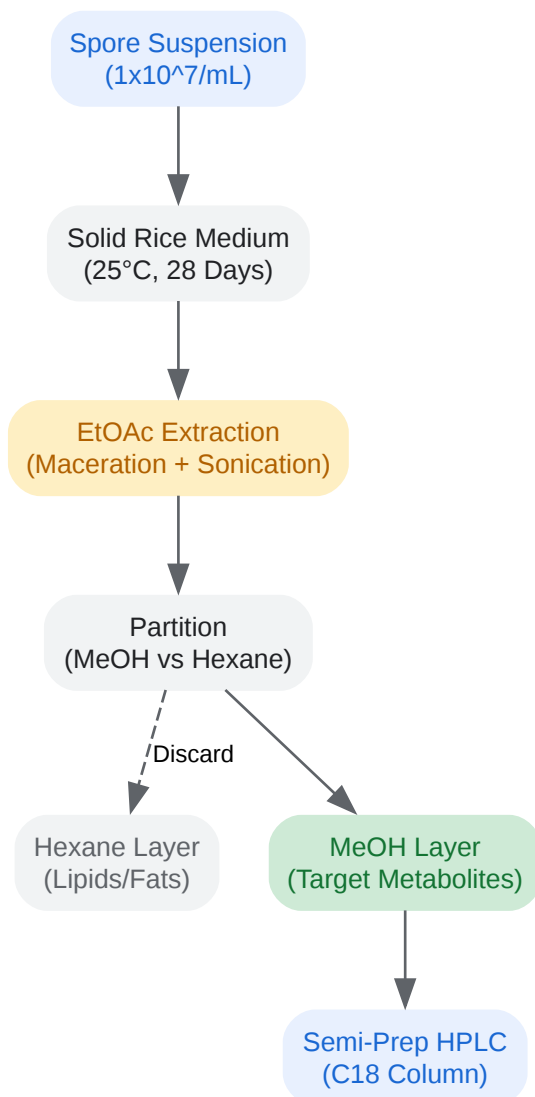 Spore Suspension
(1x10^7/mL)
Solid Rice Medium
(25°C, 28 Days)
EtOAc Extraction
(Maceration + Sonication)
Partition
(MeOH vs Hexane)
Discard
Hexane Layer
(Lipids/Fats)
MeOH Layer
(Target Metabolites)
Semi-Prep HPLC
(C18 Column)